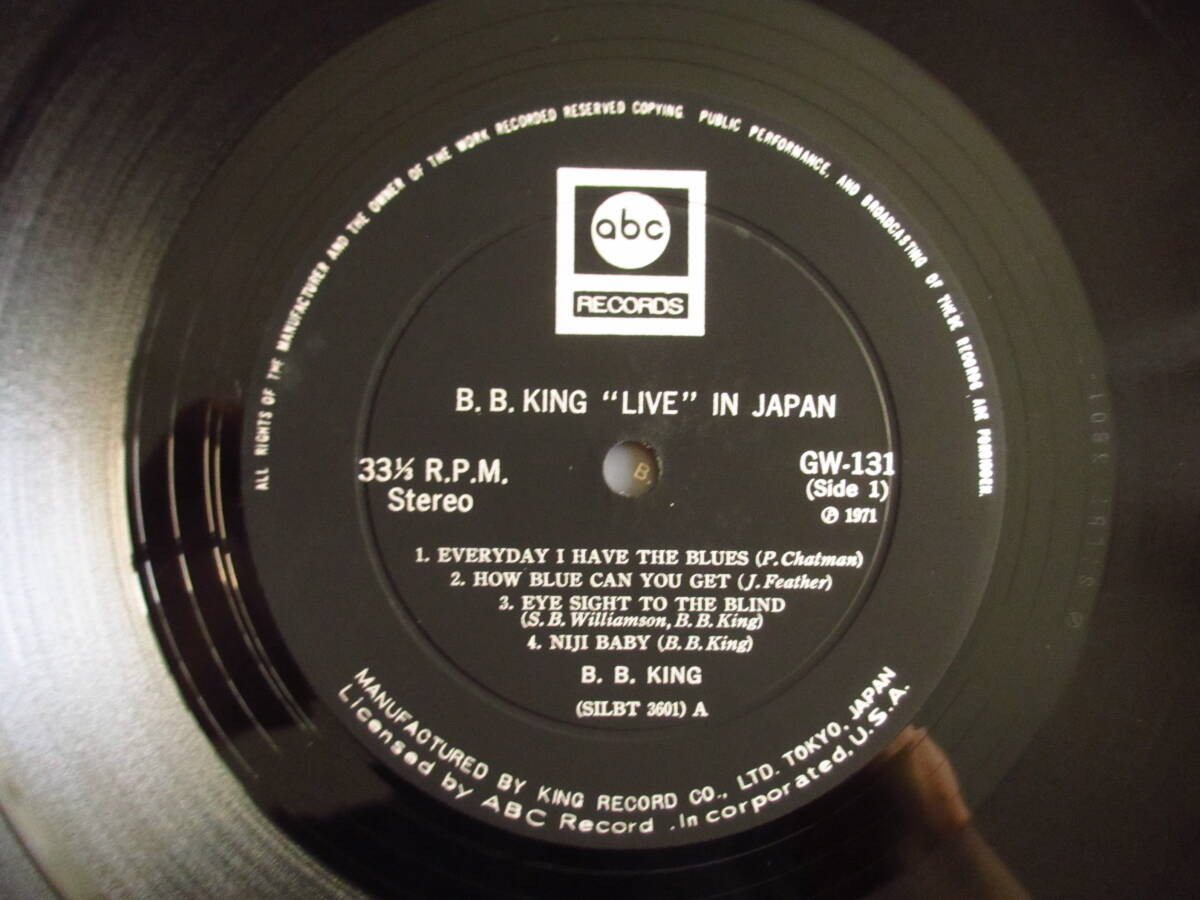 ALL RIGHTS OF THE MANUFACTURER AND THE OWNER OF THE WORK RECORDED RESERVED COPYING. PUBLIC PERFORMANCE, AND BROADCASTING OF THEDE RECORDS ARE FORBIDDEN.
abc
RECORDS
B. B. KING "LIVE" IN JAPAN
33⅓ R.P.M.
Stereo
GW-131
(Side 1)
Ⓟ 1971
B.
1. EVERYDAY I HAVE THE BLUES (P. Chatman)
2. HOW BLUE CAN YOU GET (J. Feather)
3. EYE SIGHT TO THE BLIND
(S. B. Williamson, B. B. King)
4. NIJI BABY (B. B. King)
B. B. KING
(SILBT 3601) A
MANUFACTURED BY KING RECORD CO., LTD. TOKYO, JAPAN
Licensed by ABC Record .Incorporated, U.S.A.